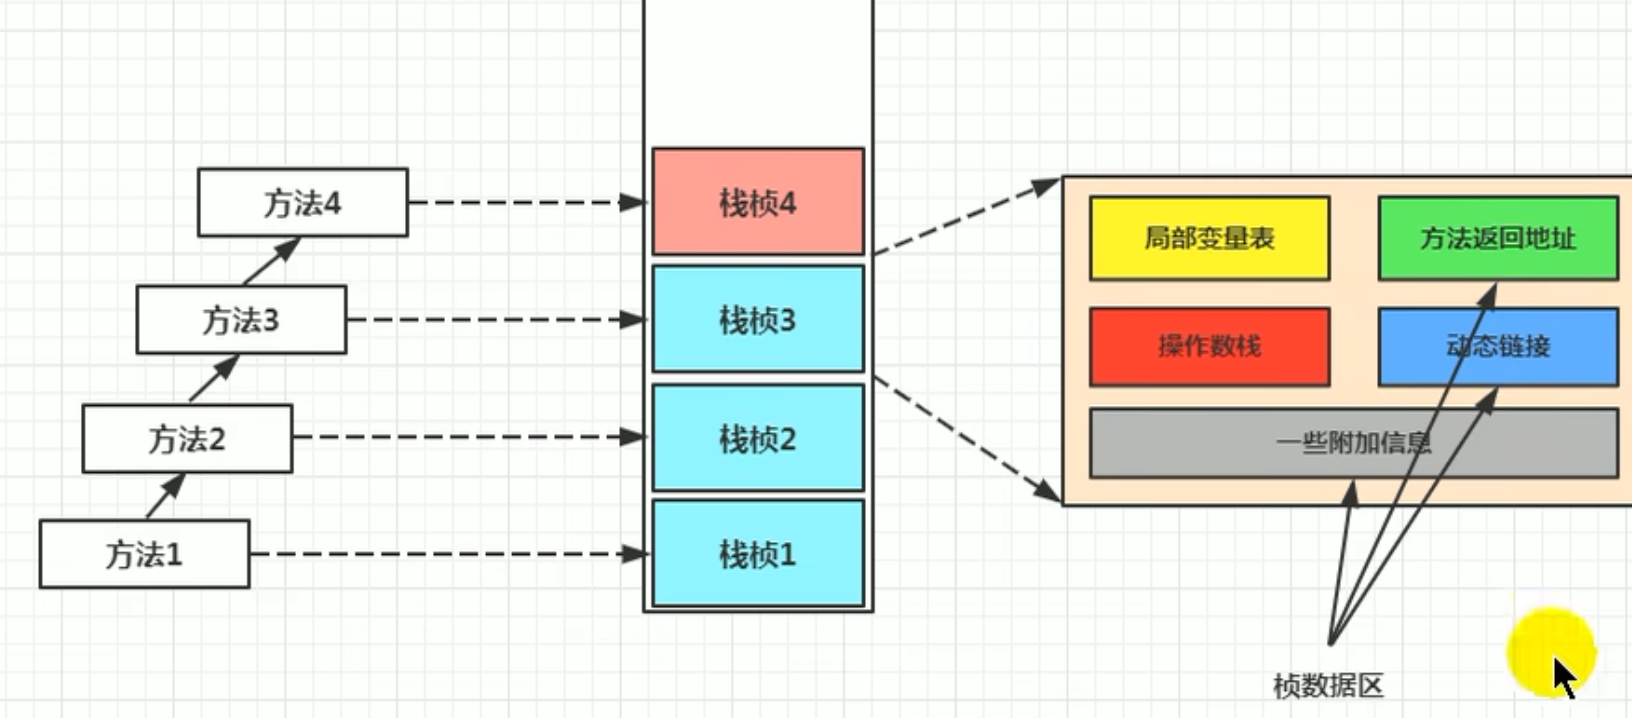 方法4
方法3
方法2
方法1
栈桢4
栈桢3
栈桢2
栈桢1
局部变量表
方法返回地址
操作数栈
动态链接
一些附加信息
桢数据区